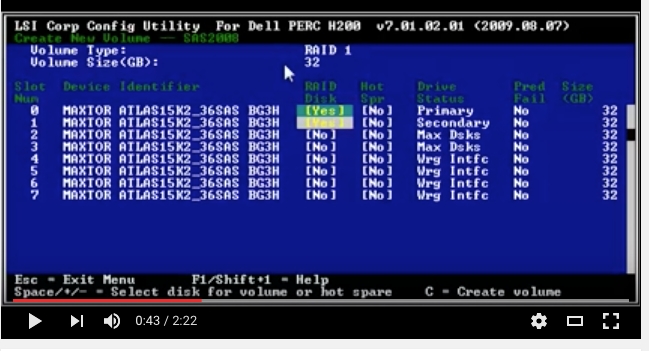 LSI Corp Config Utility For Dell PERC H200 v7.01.02.01 (2009.08.07)
Create New Volume -- SAS2008
Volume Type: RAID 1
Volume Size(GB): 32
Slot Device Identifier RAID Hot Drive Pred Size
Num Disk Spr Status Fail (GB)
0 MAXTOR ATLAS15K2_36SAS BG3H [Yes] [No] Primary No 32
1 MAXTOR ATLAS15K2_36SAS BG3H [Yes] [No] Secondary No 32
2 MAXTOR ATLAS15K2_36SAS BG3H [No] [No] Max Dsks No 32
3 MAXTOR ATLAS15K2_36SAS BG3H [No] [No] Max Dsks No 32
4 MAXTOR ATLAS15K2_36SAS BG3H [No] [No] Wrg Intfc No 32
5 MAXTOR ATLAS15K2_36SAS BG3H [No] [No] Wrg Intfc No 32
6 MAXTOR ATLAS15K2_36SAS BG3H [No] [No] Wrg Intfc No 32
7 MAXTOR ATLAS15K2_36SAS BG3H [No] [No] Wrg Intfc No 32
Esc = Exit Menu F1/Shift+1 = Help
Space/+/- = Select disk for volume or hot spare C = Create volume
0:43 / 2:22